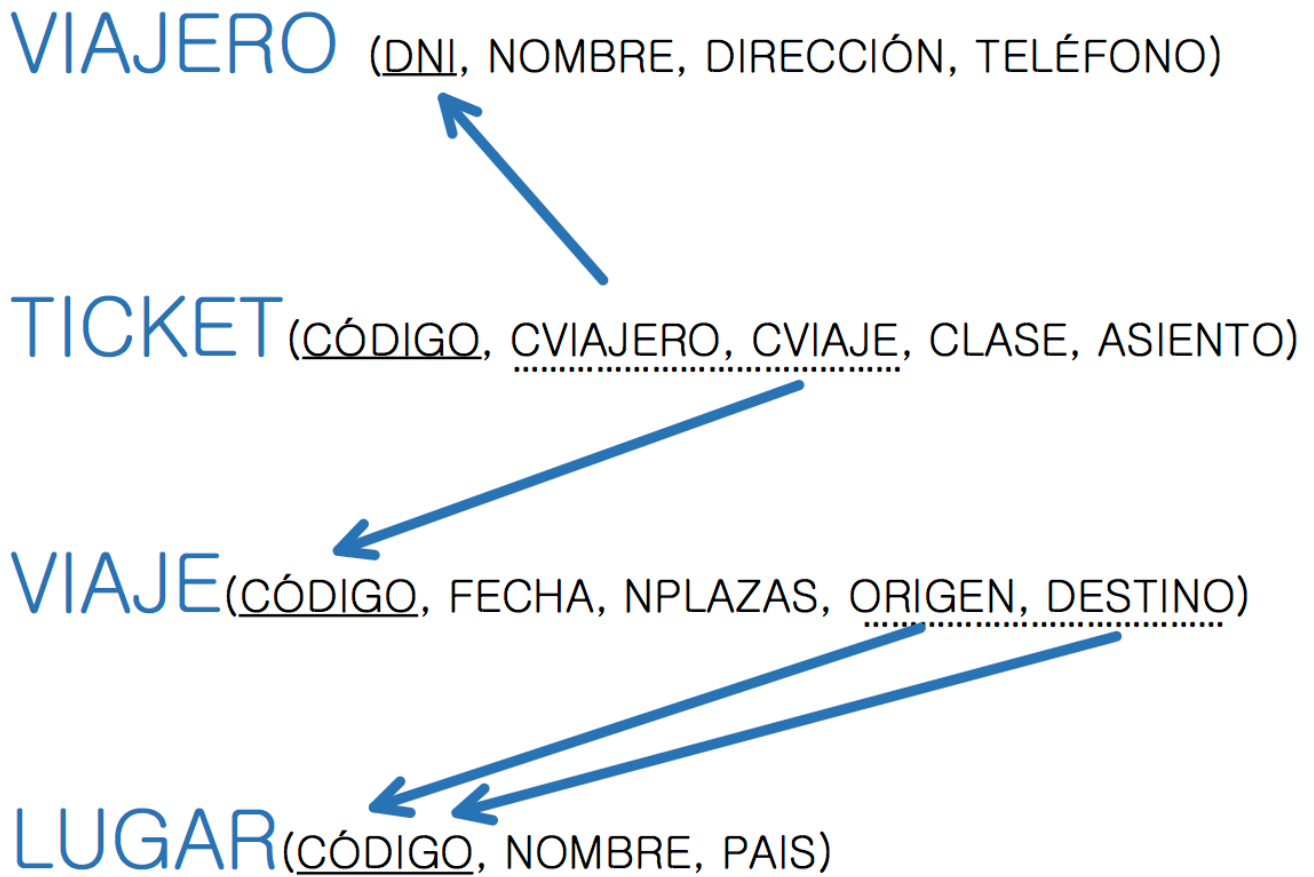 VIAJERO (DNI, NOMBRE, DIRECCIÓN, TELÉFONO)
TICKET(CÓDIGO, CVIAJERO, CVIAJE, CLASE, ASIENTO)
VIAJE(CÓDIGO, FECHA, NPLAZAS, ORIGEN, DESTINO)
LUGAR(CÓDIGO, NOMBRE, PAIS)